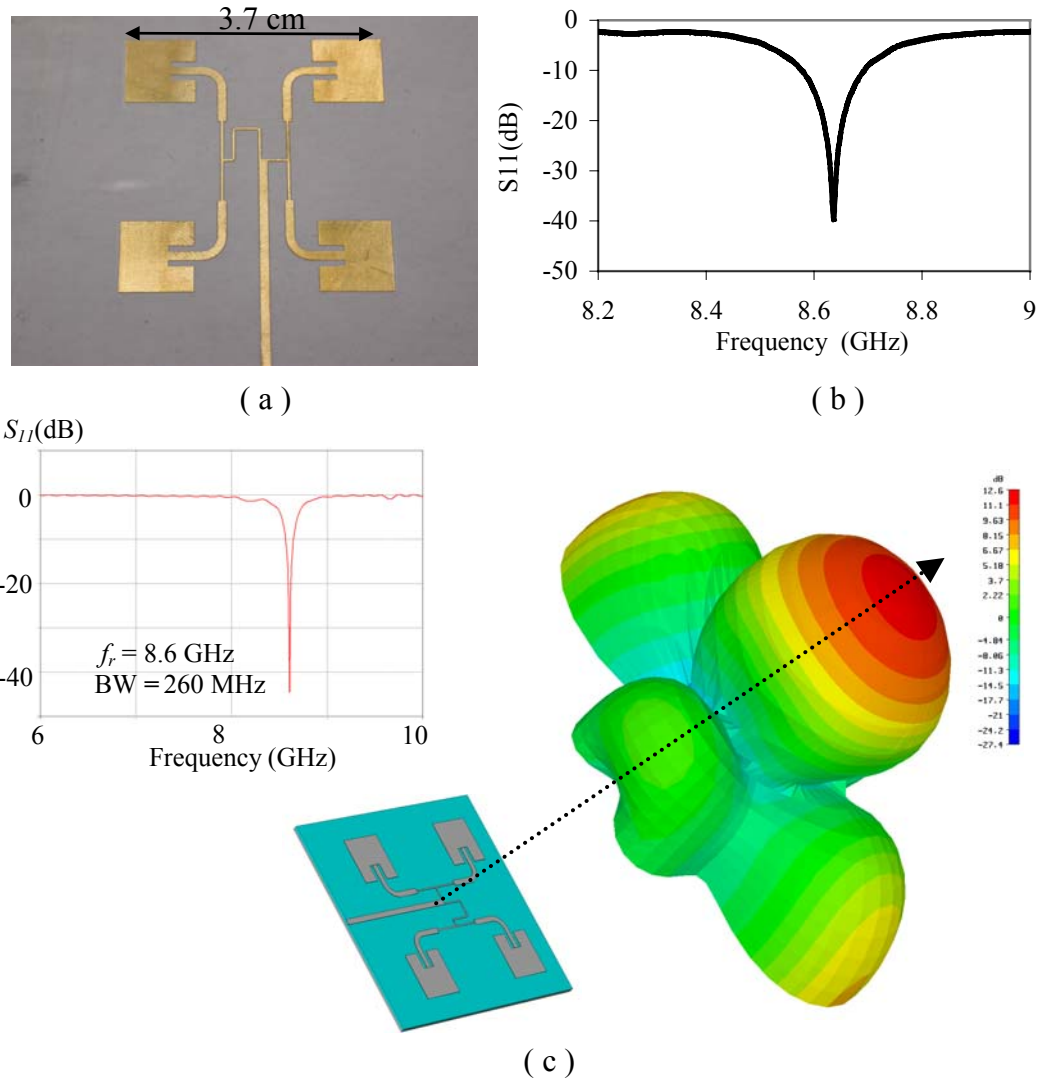 3.7 cm
( a )
0
-10
-20
-30
-40
-50
S11(dB)
8.2 8.4 8.6 8.8 9
Frequency (GHz)
( b )
S11(dB)
0
-20
-40
fr = 8.6 GHz
BW = 260 MHz
6 8 10
Frequency (GHz)
dB
12.6
11.1
9.63
8.15
6.67
5.18
3.7
2.22
0
-4.84
-8.06
-11.3
-14.5
-17.7
-21
-24.2
-27.4
( c )